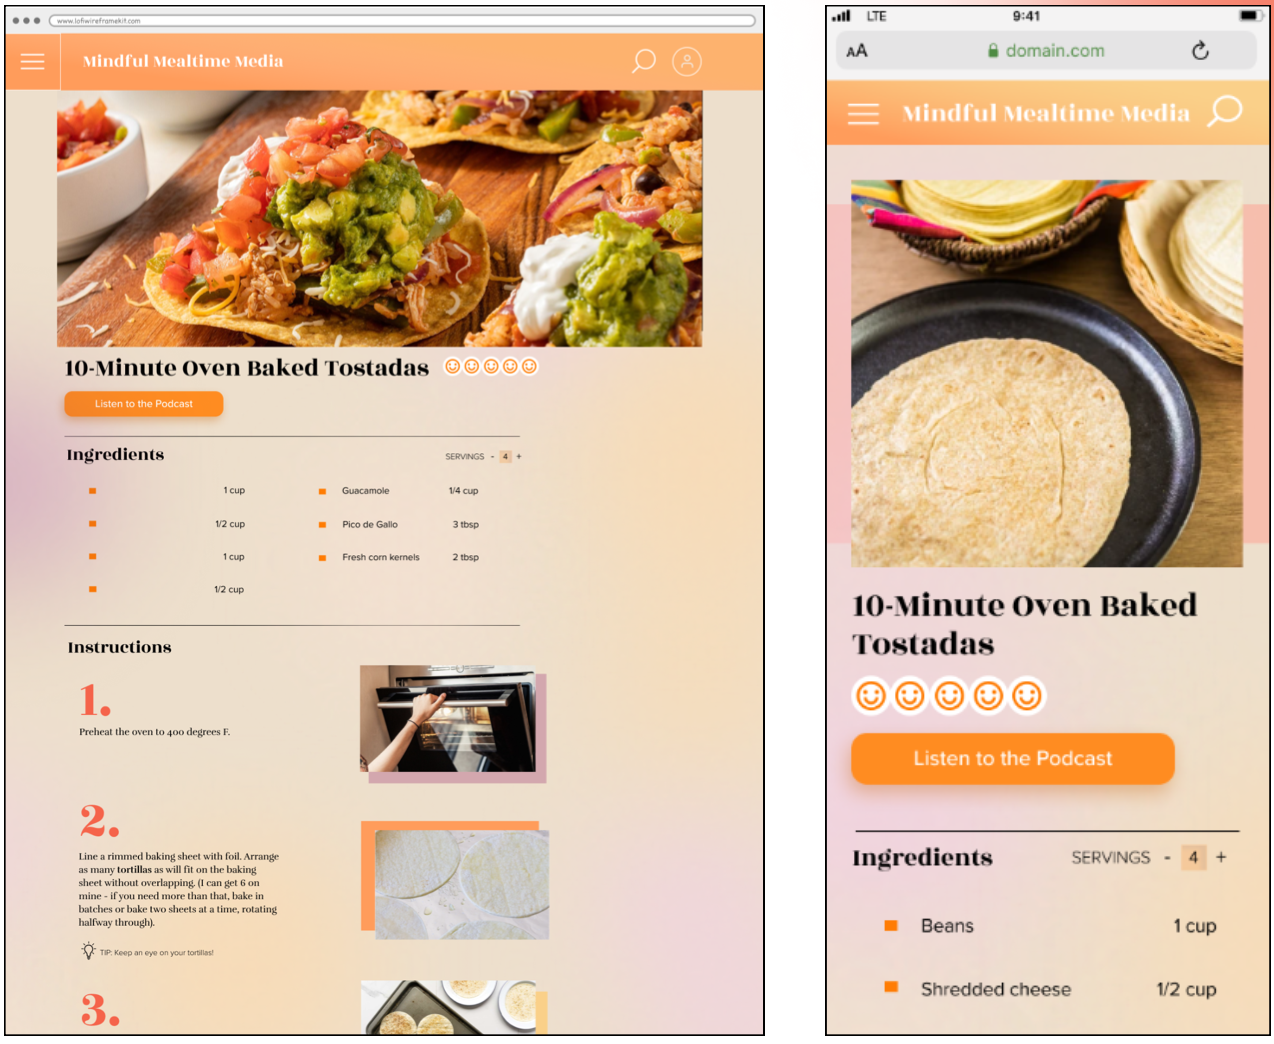 www.lofiwireframekit.com
Mindful Mealtime Media
10-Minute Oven Baked Tostadas
Listen to the Podcast
Ingredients
SERVINGS - 4 +
1 cup
1/2 cup
1 cup
1/2 cup
Guacamole 1/4 cup
Pico de Gallo 3 tbsp
Fresh corn kernels 2 tbsp
Instructions
1.
Preheat the oven to 400 degrees F.
2.
Line a rimmed baking sheet with foil. Arrange
as many tortillas as will fit on the baking
sheet without overlapping. (I can get 6 on
mine - if you need more than that, bake in
batches or bake two sheets at a time, rotating
halfway through).
TIP: Keep an eye on your tortillas!
3.
LTE 9:41
AA domain.com
Mindful Mealtime Media
10-Minute Oven Baked
Tostadas
Listen to the Podcast
Ingredients SERVINGS - 4 +
Beans 1 cup
Shredded cheese 1/2 cup